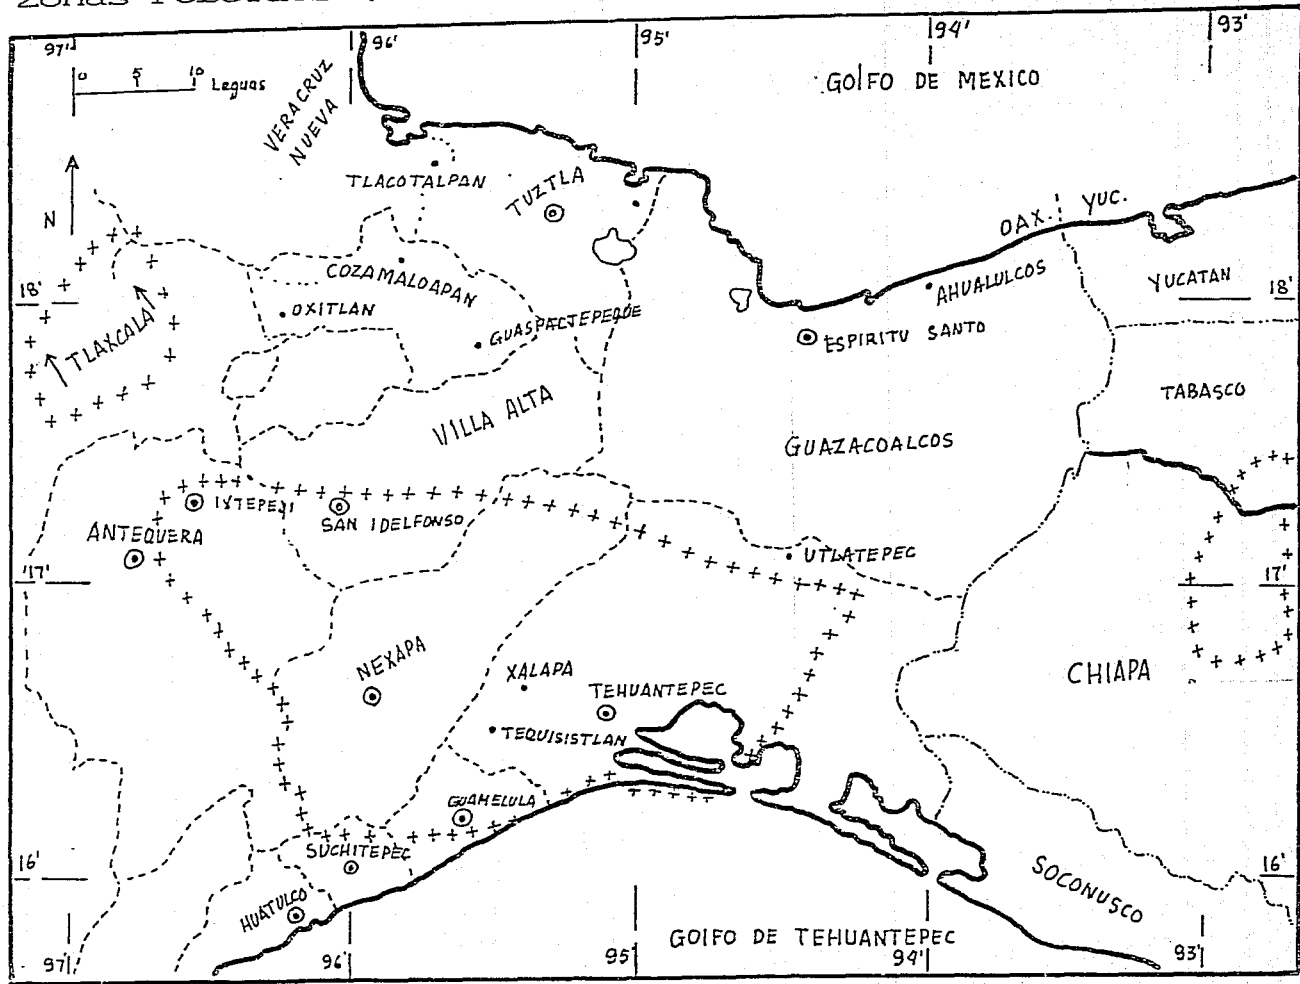 97' 96' 95' 94' 93'
0 5 10 Leguas
GOlFO DE MEXICO
VERACRUZ
NUEVA
TLACOTALPAN
TUZTLA
N
OAX. YUC.
COZAMALOAPAN
AHUALULCOS
YUCATAN
18' 18'
OXITLAN
GUASPALTEPEQUE
ESPIRITU SANTO
TLAXCALA
TABASCO
VILLA ALTA
GUAZACOALCOS
IXTEPEJI
SAN IDELFONSO
ANTEQUERA
UTLATEPEC
17' 17'
NEXAPA
XALAPA
CHIAPA
TEHUANTEPEC
TEQUISISTLAN
GUAMELULA
SUCHITEPEC
16' 16'
SOCONUSCO
HUATULCO
GOlFO DE TEHUANTEPEC
97' 96' 95' 94' 93'